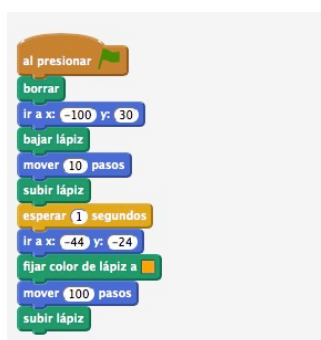 al presionar
borrar
ir a x: -100 y: 30
bajar lápiz
mover 10 pasos
subir lápiz
esperar 1 segundos
ir a x: -44 y: -24
fijar color de lápiz a
mover 100 pasos
subir lápiz